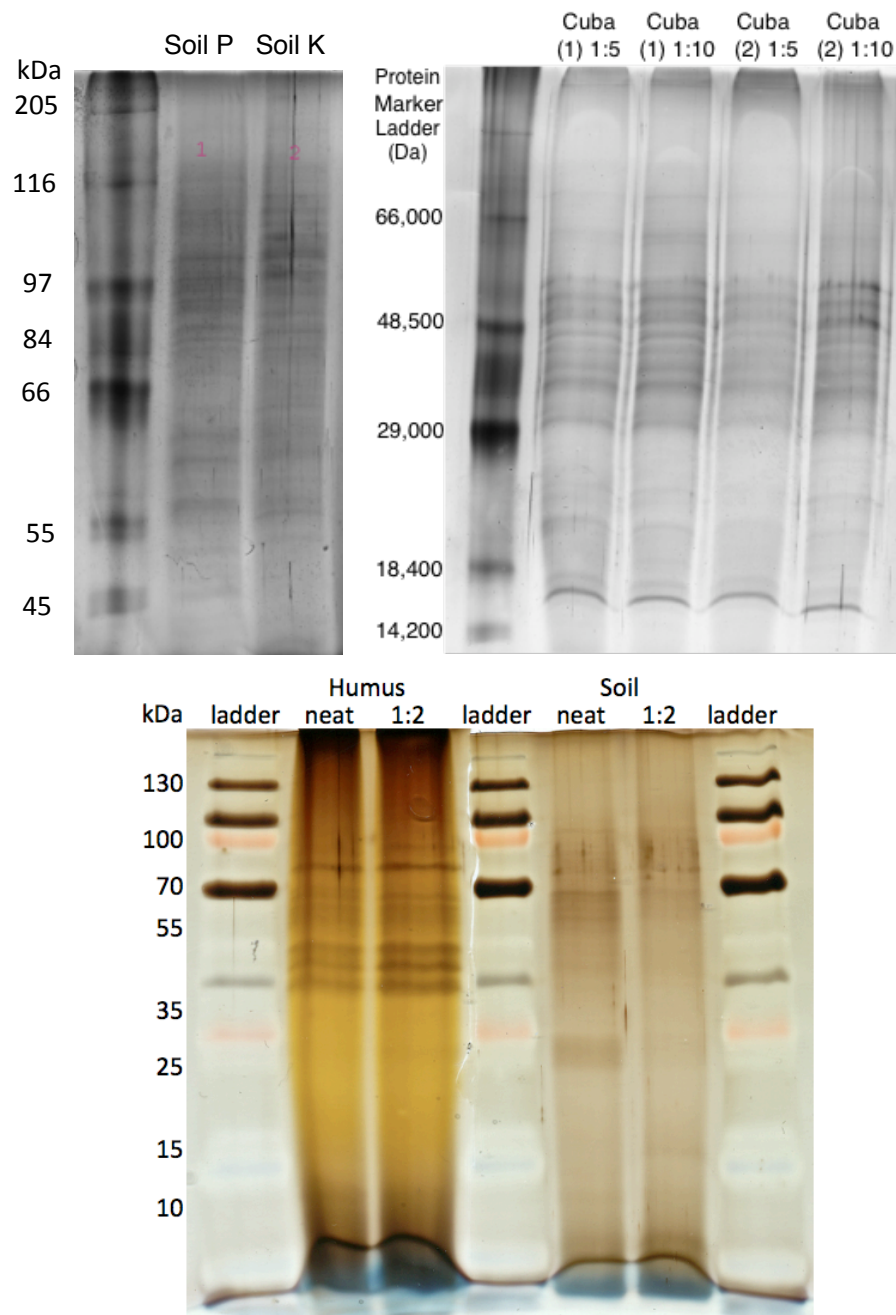 Soil P Soil K
kDa
205
116
97
84
66
55
45
1 2
Cuba (1) 1:5
Cuba (1) 1:10
Cuba (2) 1:5
Cuba (2) 1:10
Protein
Marker
Ladder
(Da)
66,000
48,500
29,000
18,400
14,200
Humus Soil
kDa ladder neat 1:2 ladder neat 1:2 ladder
130
100
70
55
35
25
15
10